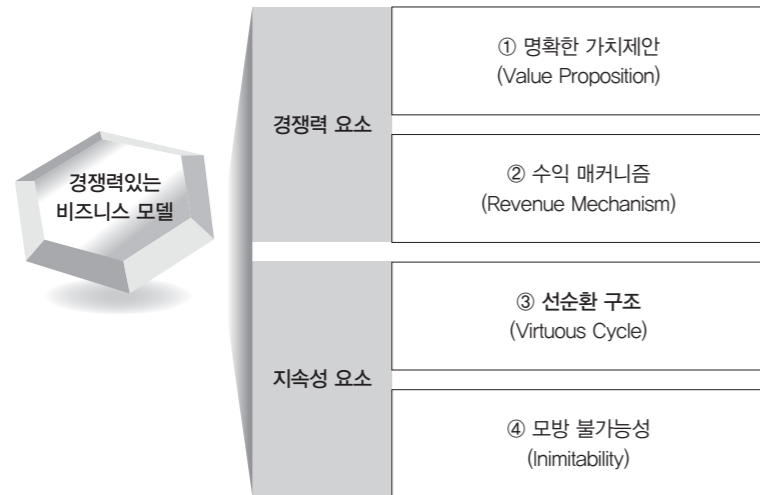 경쟁력있는
비즈니스 모델
경쟁력 요소
① 명확한 가치제안
(Value Proposition)
② 수익 매커니즘
(Revenue Mechanism)
지속성 요소
③ 선순환 구조
(Virtuous Cycle)
④ 모방 불가능성
(Inimitability)